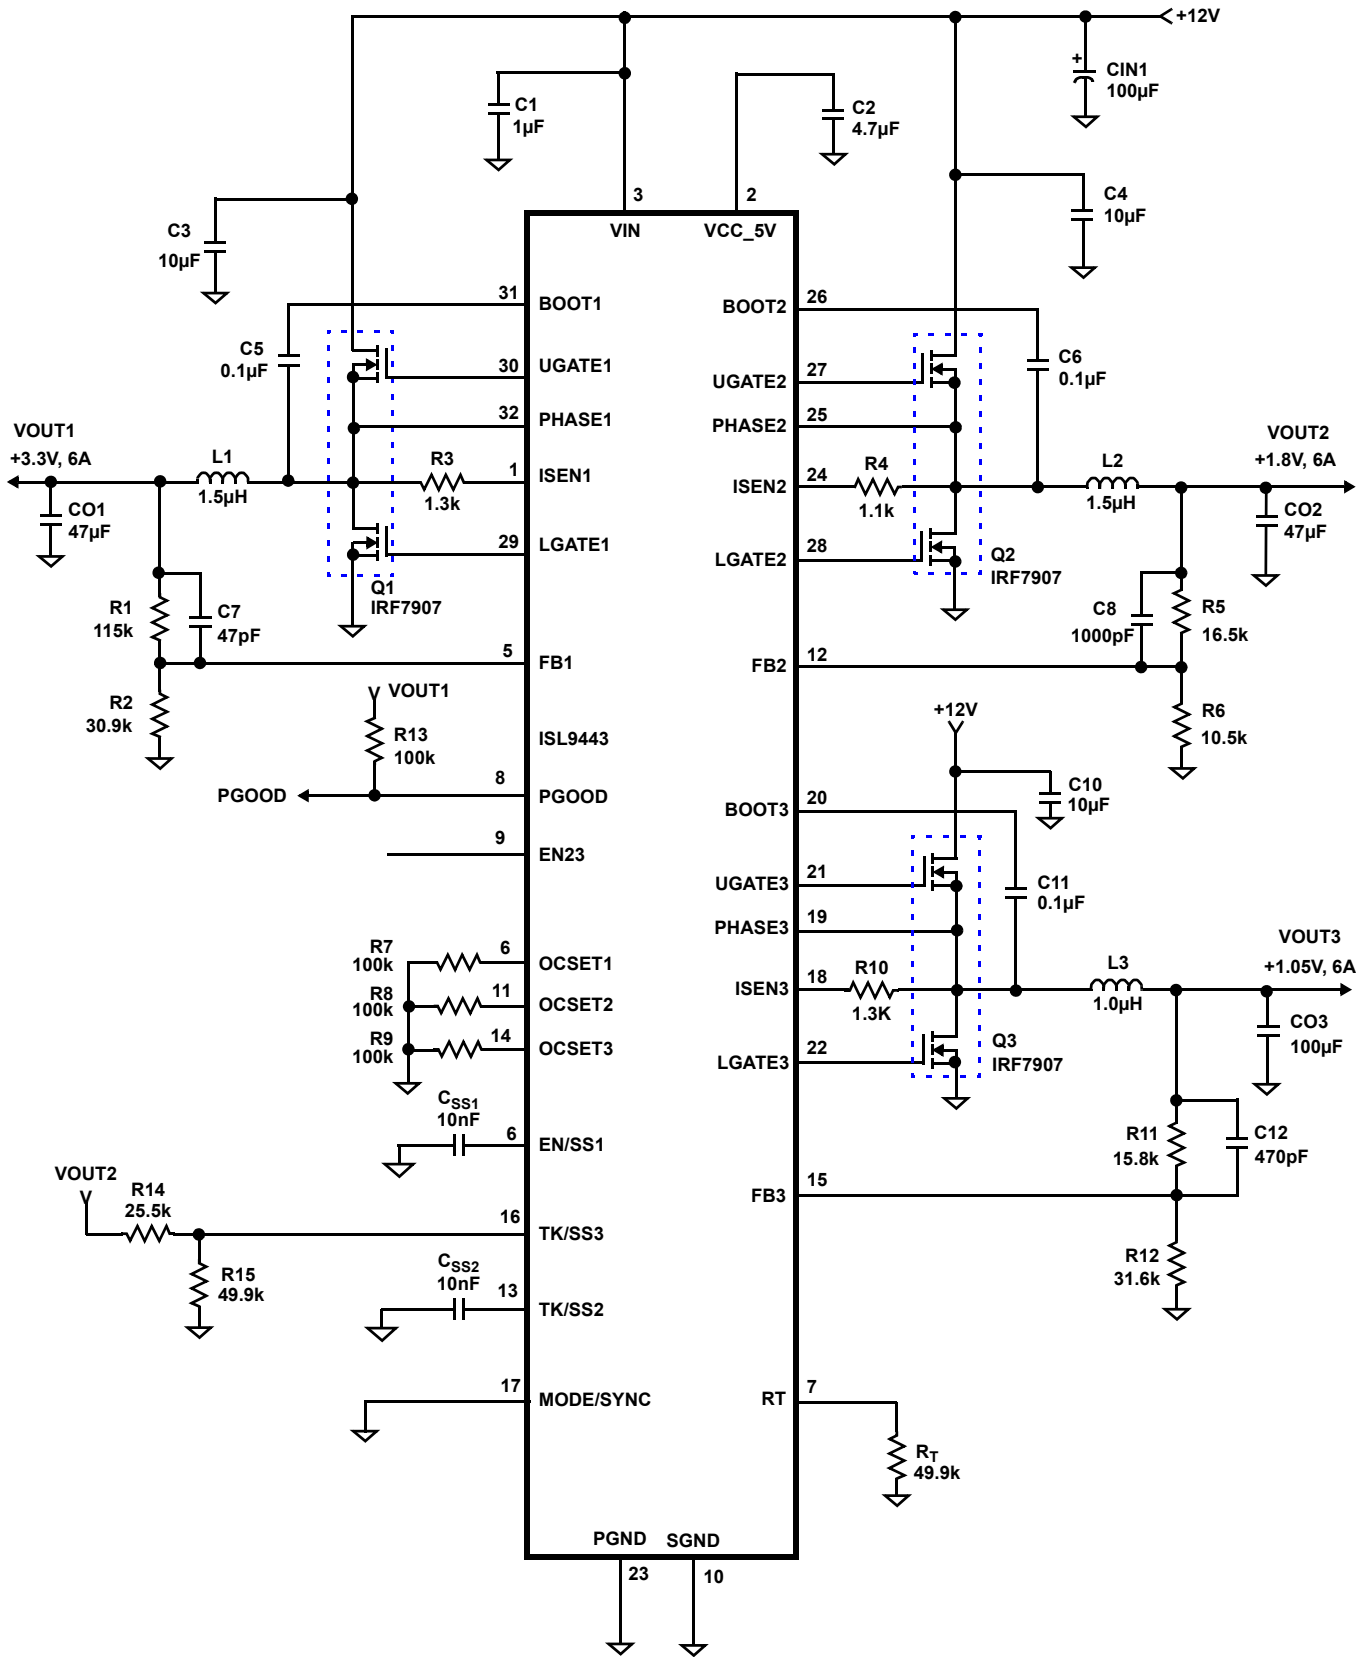 +12V
+
CIN1
100µF
C1
1µF
C2
4.7µF
3
2
VIN
VCC_5V
C3
10µF
C4
10µF
31
BOOT1
BOOT2
26
C5
0.1µF
30
UGATE1
UGATE2
27
C6
0.1µF
32
PHASE1
PHASE2
25
VOUT1
+3.3V, 6A
L1
1.5µH
R3
1.3k
1
ISEN1
ISEN2
24
R4
1.1k
L2
1.5µH
VOUT2
+1.8V, 6A
CO1
47µF
CO2
47µF
29
LGATE1
LGATE2
28
Q1
IRF7907
Q2
IRF7907
R1
115k
C7
47pF
C8
1000pF
R5
16.5k
5
FB1
FB2
12
R2
30.9k
VOUT1
R13
100k
ISL9443
+12V
R6
10.5k
PGOOD
8
PGOOD
C10
10µF
BOOT3
20
9
EN23
UGATE3
21
C11
0.1µF
PHASE3
19
R7
100k
6
OCSET1
R8
100k
11
OCSET2
R9
100k
14
OCSET3
ISEN3
18
R10
1.3K
L3
1.0µH
VOUT3
+1.05V, 6A
CO3
100µF
LGATE3
22
Q3
IRF7907
CSS1
10nF
6
EN/SS1
R11
15.8k
C12
470pF
VOUT2
R14
25.5k
16
TK/SS3
FB3
15
R15
49.9k
CSS2
10nF
13
TK/SS2
R12
31.6k
17
MODE/SYNC
RT
7
RT
49.9k
PGND
SGND
23
10